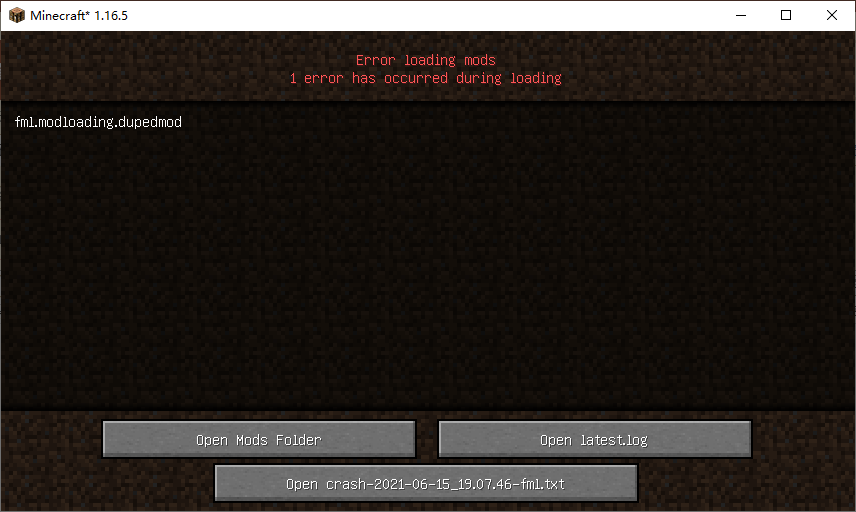 Minecraft* 1.16.5
Error loading mods
1 error has occurred during loading
fml.modloading.dupedmod
Open Mods Folder
Open latest.log
Open crash-2021-06-15_19.07.46-fml.txt